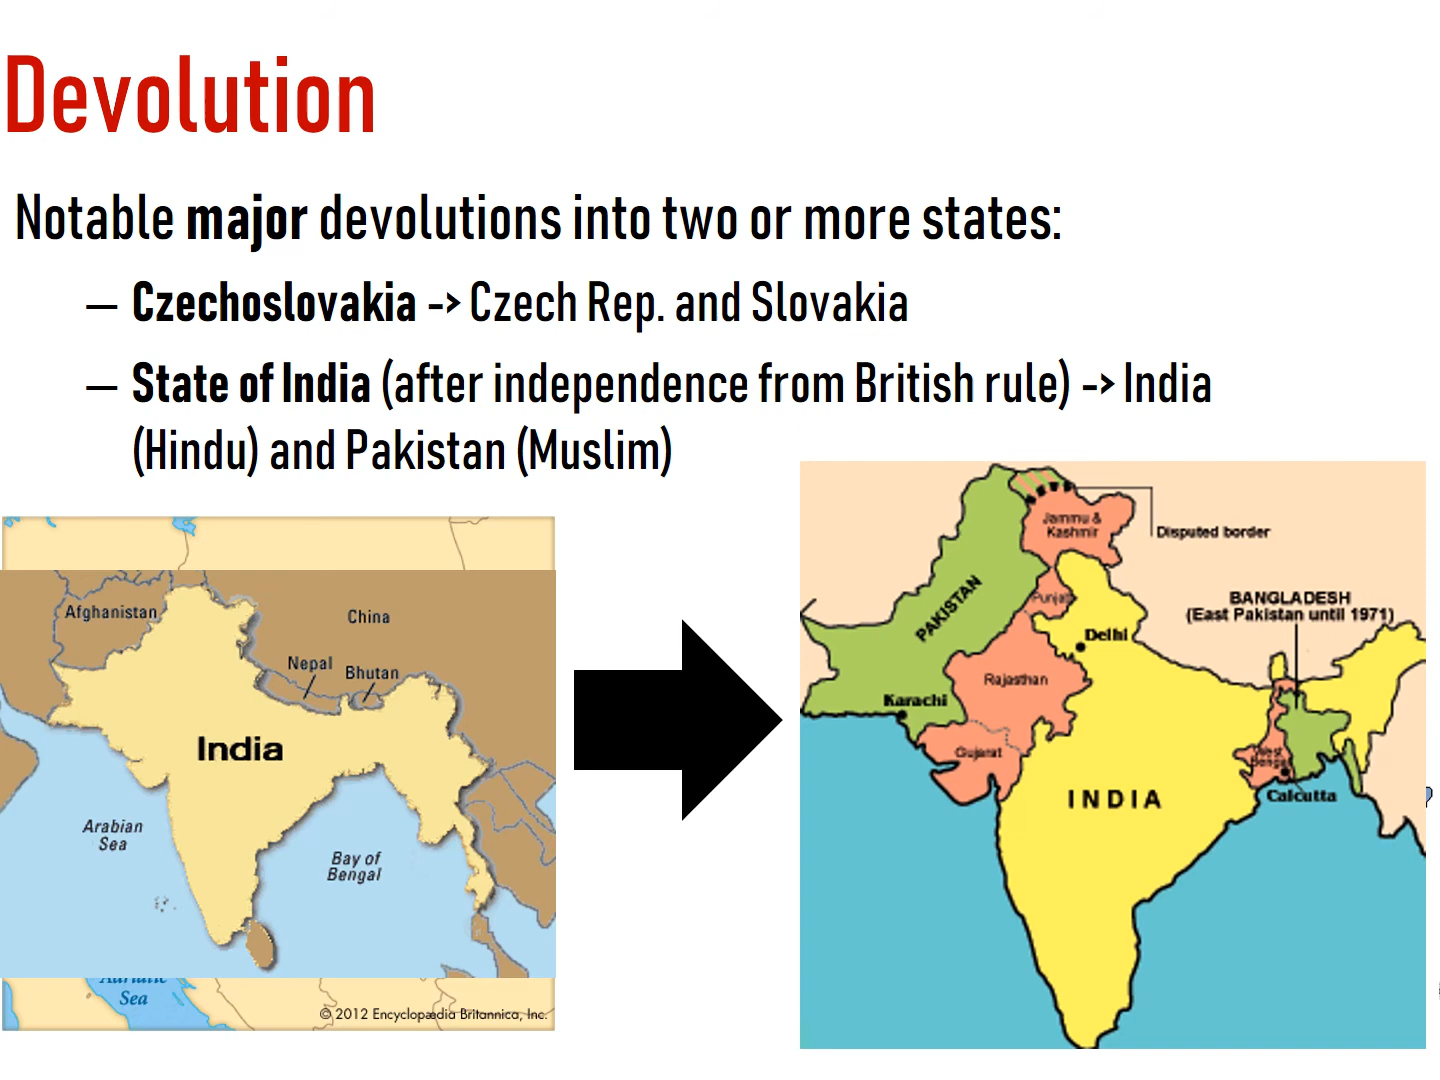 Devolution
Notable major devolutions into two or more states:
– Czechoslovakia -> Czech Rep. and Slovakia
– State of India (after independence from British rule) -> India
(Hindu) and Pakistan (Muslim)
Afghanistan
China
Nepal
Bhutan
India
Arabian
Sea
Bay of
Bengal
Adriatic
Sea
© 2012 Encyclopædia Britannica, Inc.
Jammu &
Kashmir
Disputed border
PAKISTAN
Punjab
BANGLADESH
(East Pakistan until 1971)
Delhi
Rajasthan
Karachi
Gujarat
West
Bengal
INDIA
Calcutta